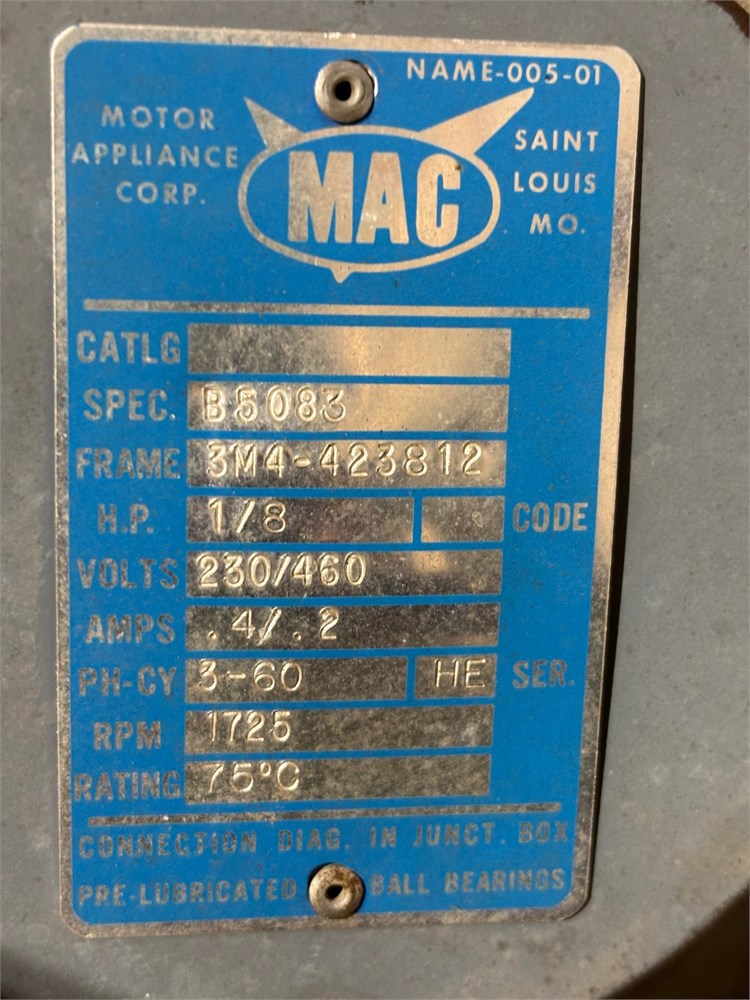 NAME-005-01
MOTOR
APPLIANCE
CORP.
MAC
SAINT
LOUIS
MO.
CATLG
SPEC. B5083
FRAME 3M4-423812
H.P. 1/8 CODE
VOLTS 230/460
AMPS .4/.2
PH-CY 3-60 HE SER.
RPM 1725
RATING 75°C
CONNECTION DIAG. IN JUNCT. BOX
PRE-LUBRICATED BALL BEARINGS